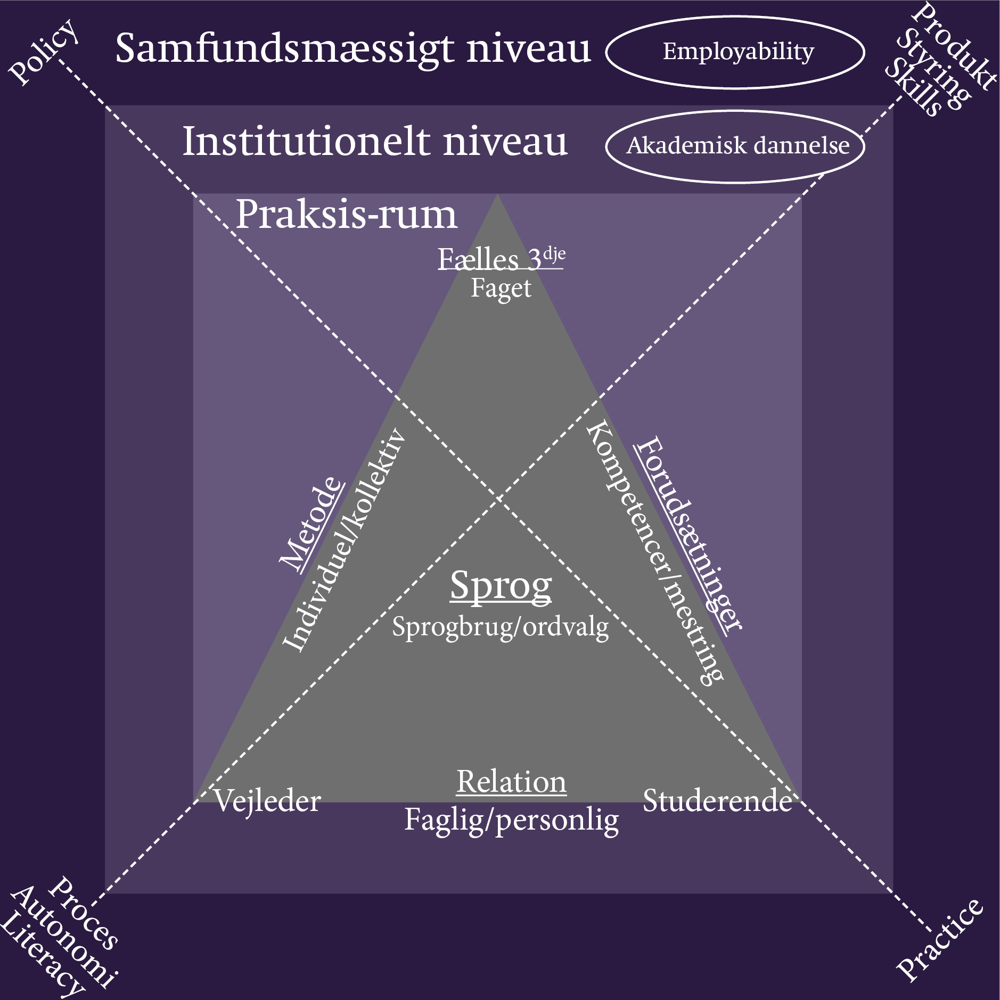 Policy
Samfundsmæssigt niveau
Employability
Produkt
Styring
Skills
Institutionelt niveau
Akademisk dannelse
Praksis-rum
Fælles 3dje
Faget
Metode
Individuel/kollektiv
Kompetencer/mestring
Forudsætninger
Sprog
Sprogbrug/ordvalg
Vejleder
Relation
Faglig/personlig
Studerende
Proces
Autonomi
Literacy
Practice